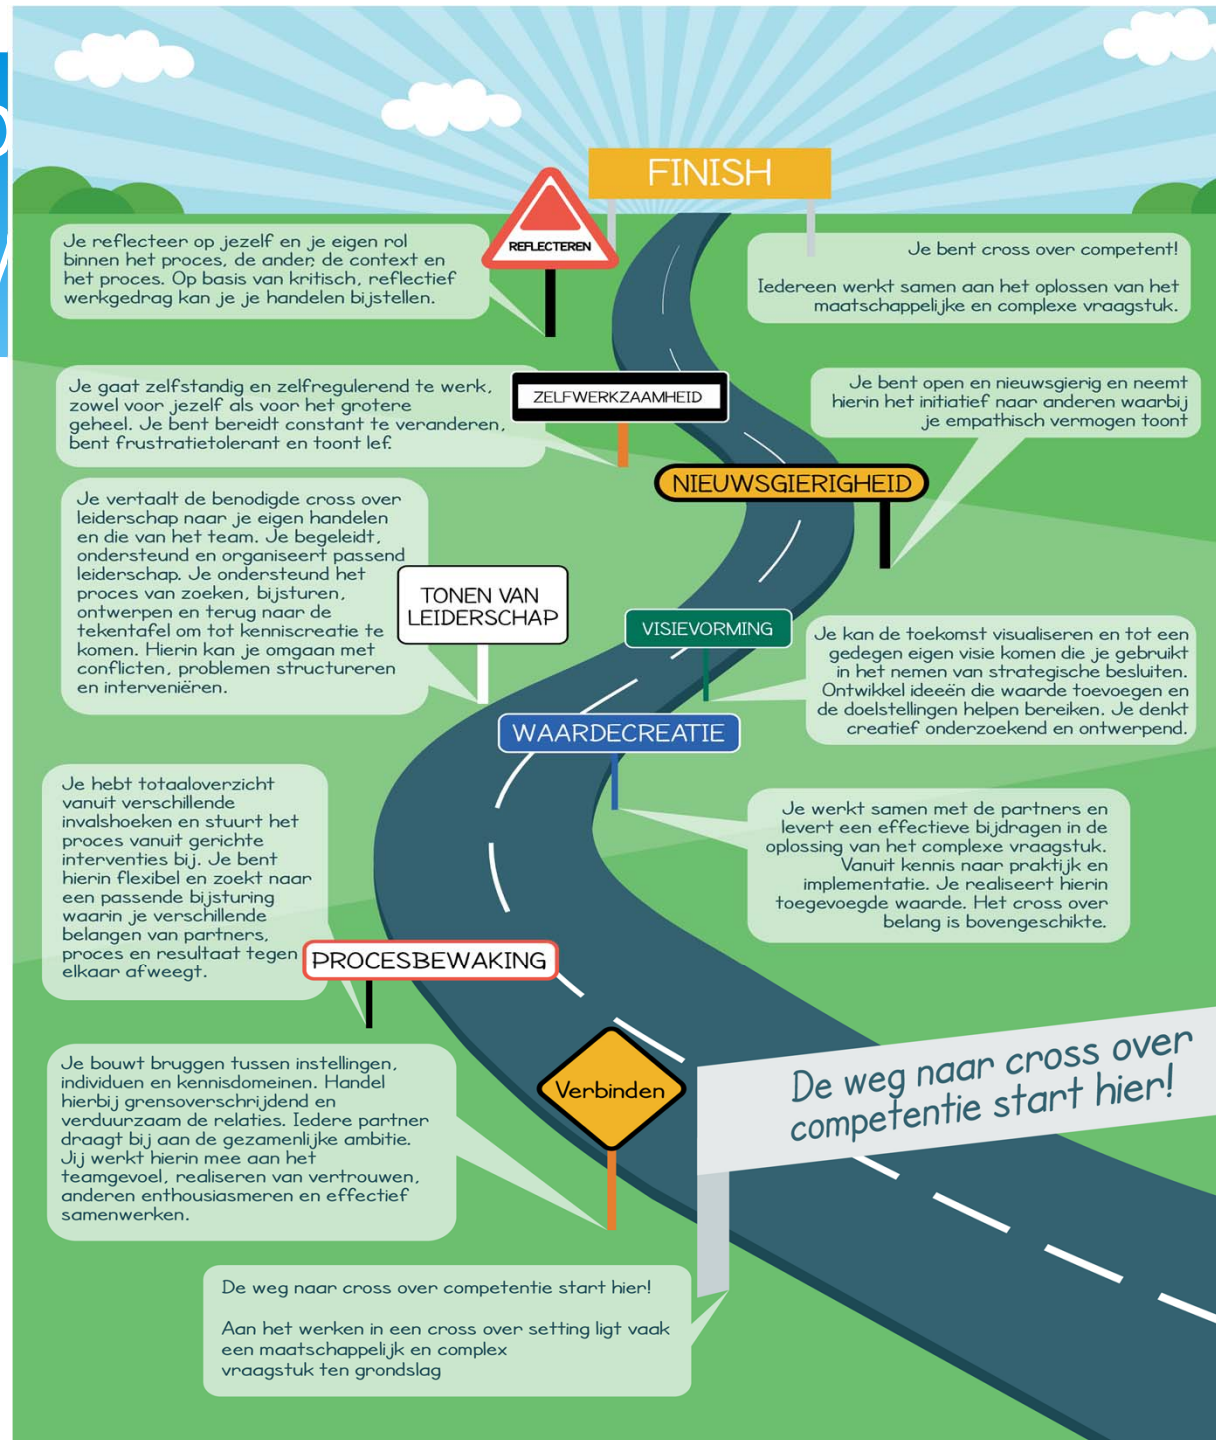 FINISH
REFLECTEREN
Je reflecteer op jezelf en je eigen rol
binnen het proces, de ander, de context en
het proces. Op basis van kritisch, reflectief
werkgedrag kan je je handelen bijstellen.
Je bent cross over competent!
Iedereen werkt samen aan het oplossen van het
maatschappelijke en complexe vraagstuk.
Je gaat zelfstandig en zelfregulerend te werk,
zowel voor jezelf als voor het grotere
geheel. Je bent bereidt constant te veranderen,
bent frustratietolerant en toont lef.
ZELFWERKZAAMHEID
Je bent open en nieuwsgierig en neemt
hierin het initiatief naar anderen waarbij
je empathisch vermogen toont
NIEUWSGIERIGHEID
Je vertaalt de benodigde cross over
leiderschap naar je eigen handelen
en die van het team. Je begeleidt,
ondersteund en organiseert passend
leiderschap. Je ondersteund het
proces van zoeken, bijsturen,
ontwerpen en terug naar de
tekentafel om tot kenniscreatie te
komen. Hierin kan je omgaan met
conflicten, problemen structureren
en interveniëren.
TONEN VAN
LEIDERSCHAP
VISIEVORMING
Je kan de toekomst visualiseren en tot een
gedegen eigen visie komen die je gebruikt
in het nemen van strategische besluiten.
Ontwikkel ideeën die waarde toevoegen en
de doelstellingen helpen bereiken. Je denkt
creatief onderzoekend en ontwerpend.
WAARDECREATIE
Je hebt totaaloverzicht
vanuit verschillende
invalshoeken en stuurt het
proces vanuit gerichte
interventies bij. Je bent
hierin flexibel en zoekt naar
een passende bijsturing
waarin je verschillende
belangen van partners,
proces en resultaat tegen
elkaar afweegt.
Je werkt samen met de partners en
levert een effectieve bijdragen in de
oplossing van het complexe vraagstuk.
Vanuit kennis naar praktijk en
implementatie. Je realiseert hierin
toegevoegde waarde. Het cross over
belang is bovengeschikte.
PROCESBEWAKING
Je bouwt bruggen tussen instellingen,
individuen en kennisdomeinen. Handel
hierbij grensoverschrijdend en
verduurzaam de relaties. Iedere partner
draagt bij aan de gezamenlijke ambitie.
Jij werkt hierin mee aan het
teamgevoel, realiseren van vertrouwen,
anderen enthousiasmeren en effectief
samenwerken.
Verbinden
De weg naar cross over
competentie start hier!
De weg naar cross over competentie start hier!
Aan het werken in een cross over setting ligt vaak
een maatschappelijk en complex
vraagstuk ten grondslag